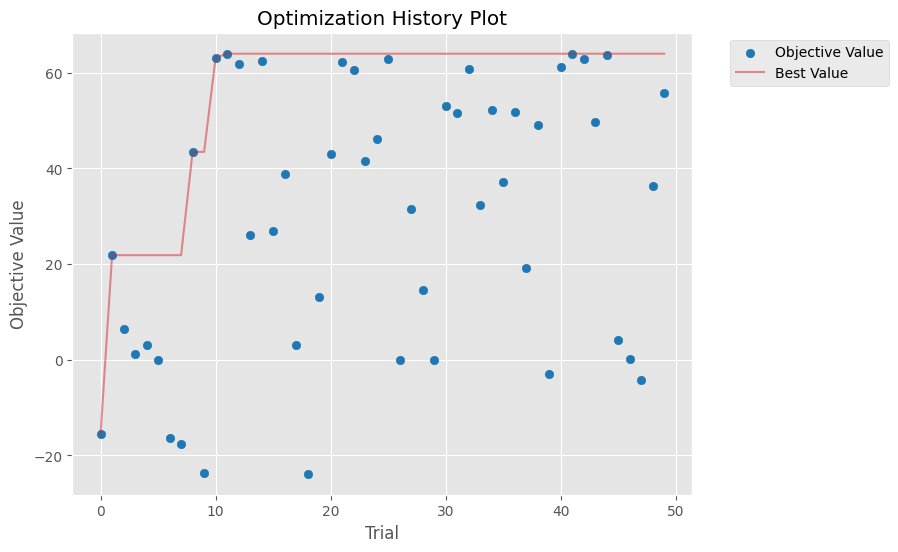 Optimization History Plot
Objective Value
Best Value
Objective Value
60
40
20
0
−20
0 10 20 30 40 50
Trial